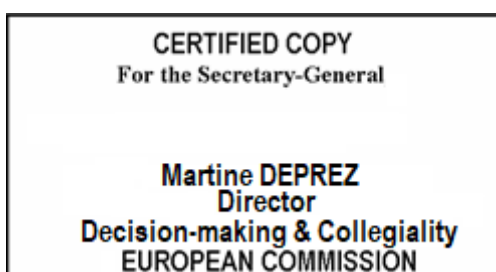 CERTIFIED COPY
For the Secretary-General
Martine DEPREZ
Director
Decision-making & Collegiality
EUROPEAN COMMISSION